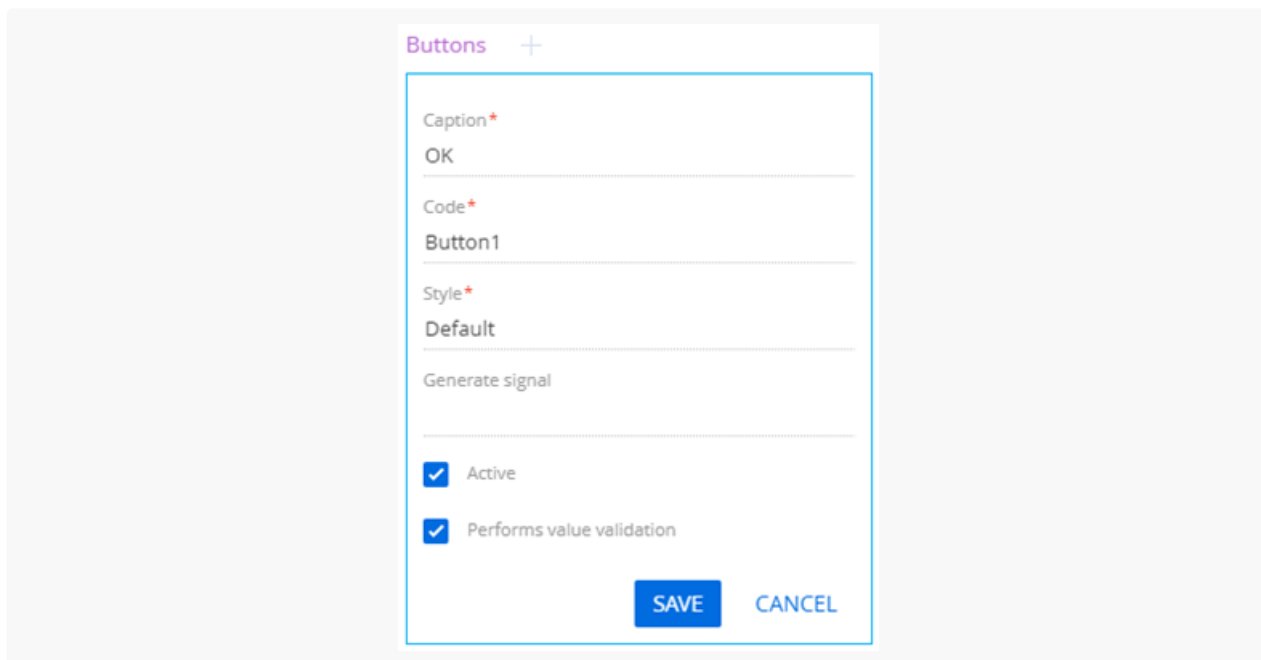 Buttons
Caption*
OK
Code*
Button1
Style*
Default
Generate signal
Active
Performs value validation
SAVE CANCEL